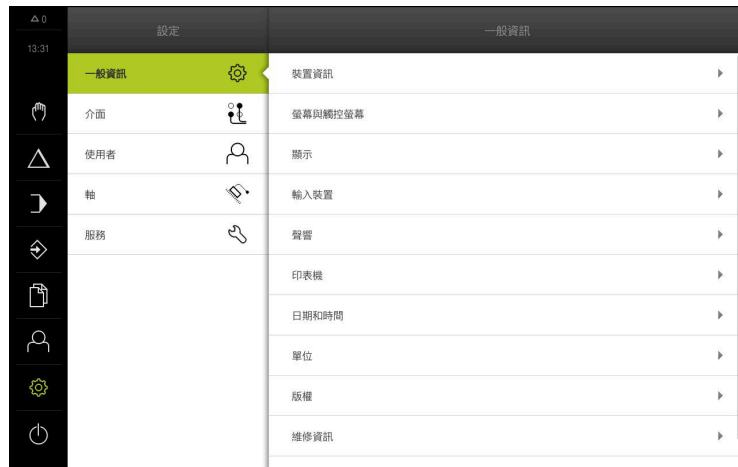 0
13:31
設定
一般資訊
一般資訊
介面
使用者
軸
服務
裝置資訊
螢幕與觸控螢幕
顯示
輸入裝置
聲響
印表機
日期和時間
單位
版權
維修資訊